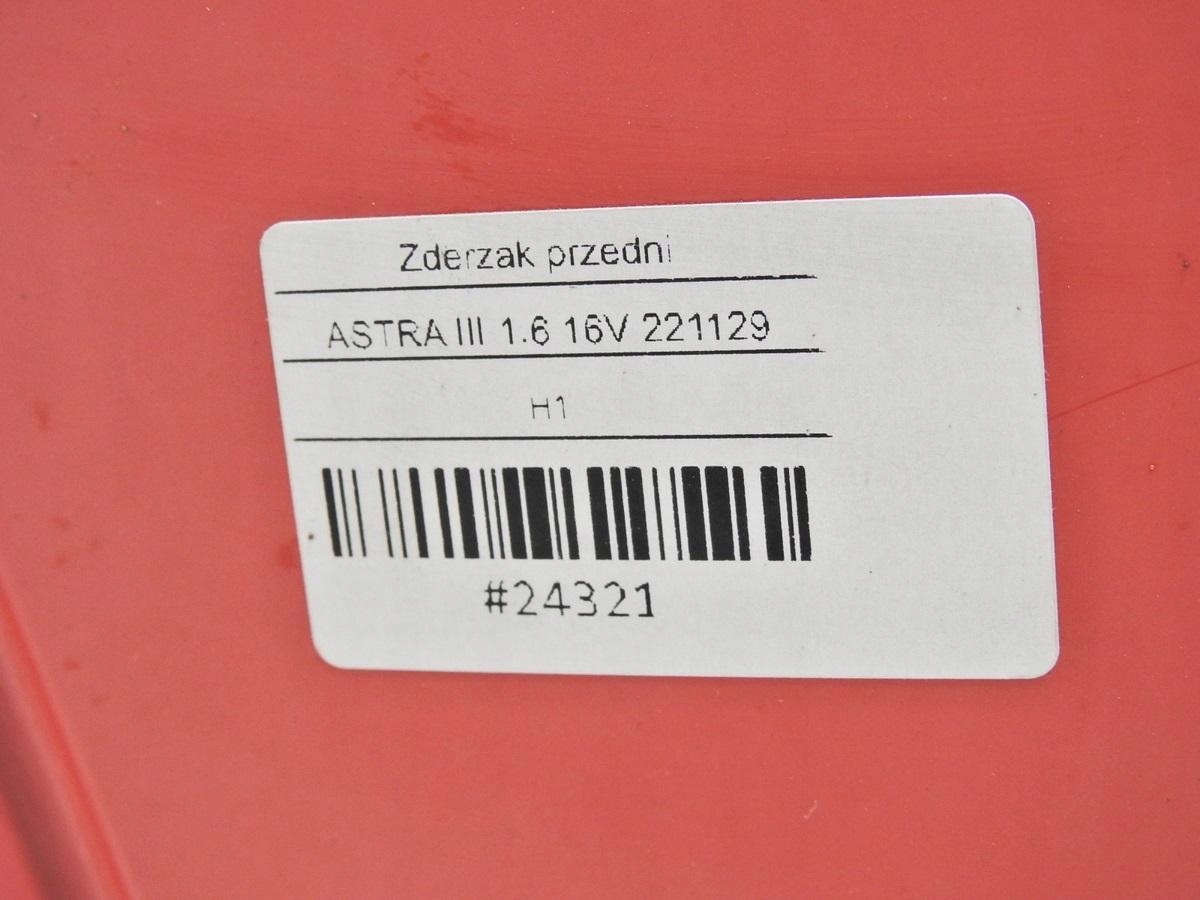 Zderzak przedni
ASTRA III 1.6 16V 221129
H1
#24321